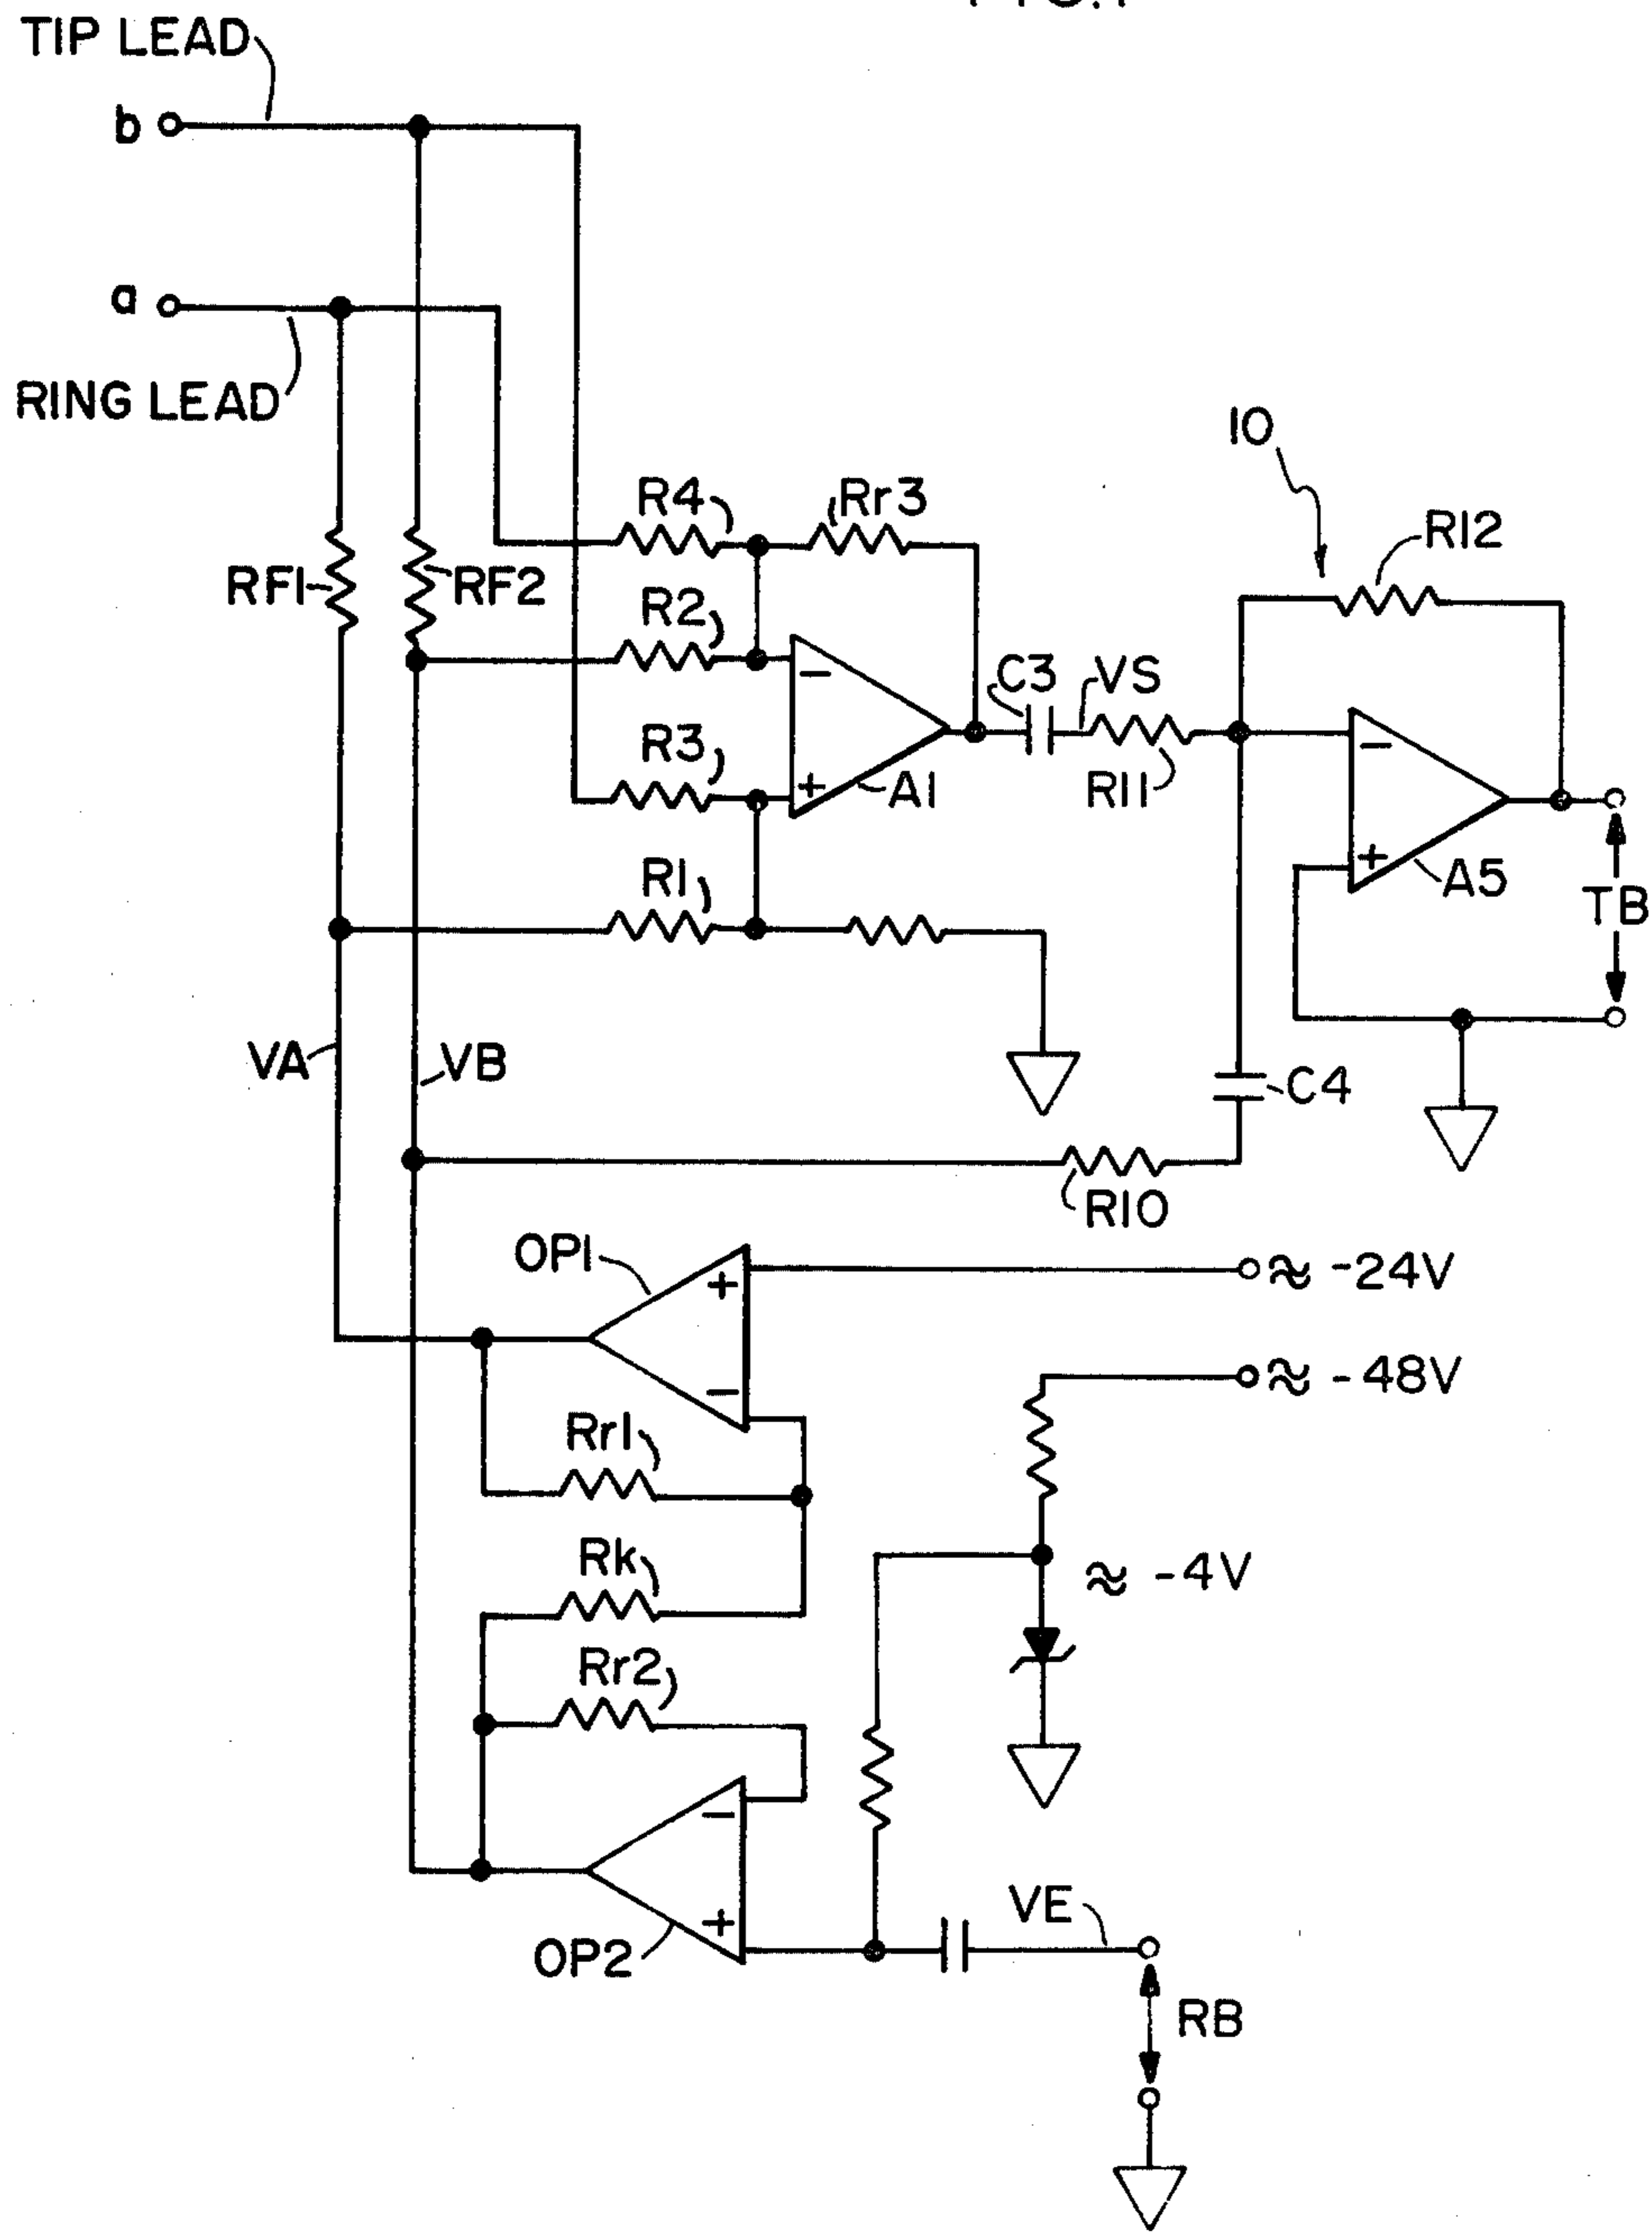 TIP LEAD
b
a
RING LEAD
10
R4
Rr3
R12
RF1
RF2
R2
C3
VS
R3
-
+
A1
R11
-
+
A5
TB
R1
VA
VB
C4
R10
OP1
+
-
≈ -24V
≈ -48V
Rr1
Rk
≈ -4V
Rr2
-
+
OP2
VE
RB